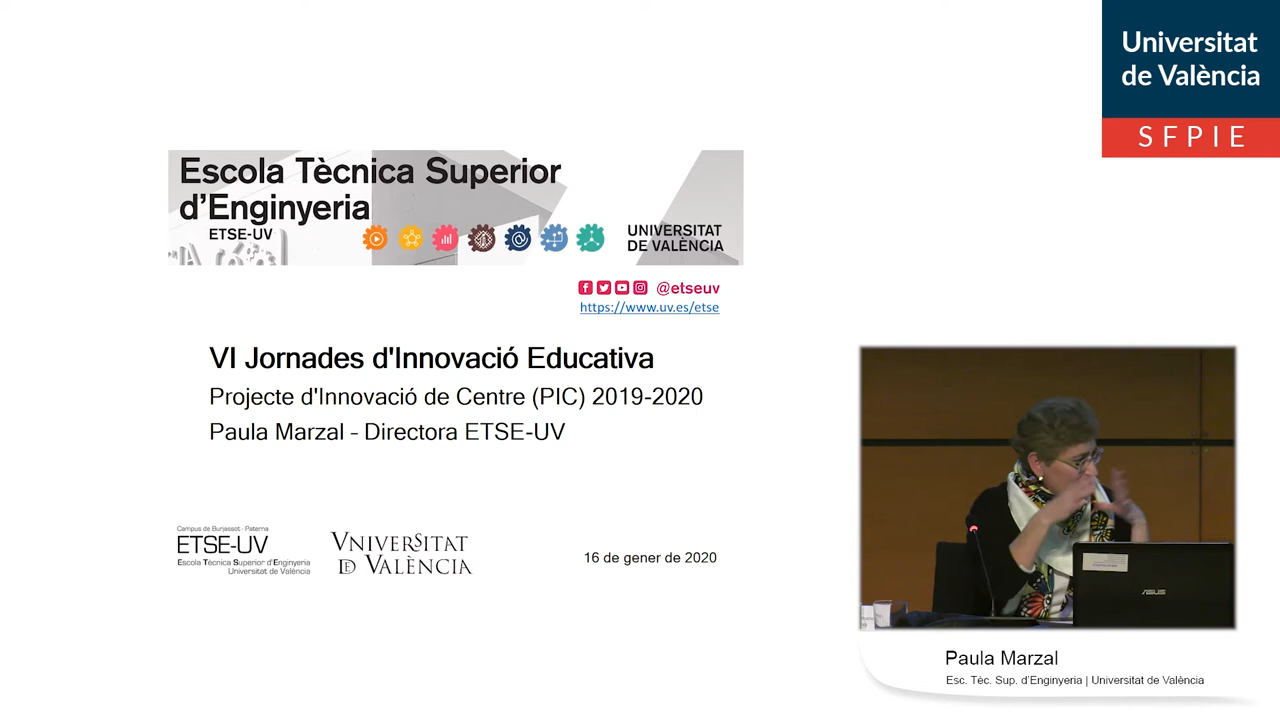 Universitat
de València
SFPIE
Escola Tècnica Superior
d'Enginyeria
ETSE-UV
UNIVERSITAT
DE VALÈNCIA
@etseuv
https://www.uv.es/etse
VI Jornades d'Innovació Educativa
Projecte d'Innovació de Centre (PIC) 2019-2020
Paula Marzal - Directora ETSE-UV
Campus de Burjassot - Paterna
ETSE-UV
Escola Tècnica Superior d'Enginyeria
Universitat de València
VNIVERSITAT
DE VALÈNCIA
16 de gener de 2020
ASUS
Paula Marzal
Esc. Tèc. Sup. d'Enginyeria | Universitat de València